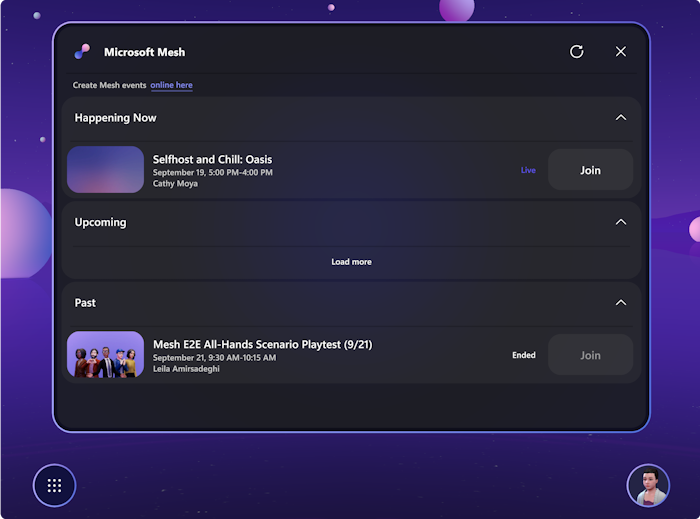 Microsoft Mesh
Create Mesh events online here
Happening Now
Selfhost and Chill: Oasis
September 19, 5:00 PM-4:00 PM
Cathy Moya
Live
Join
Upcoming
Load more
Past
Mesh E2E All-Hands Scenario Playtest (9/21)
September 21, 9:30 AM-10:15 AM
Leila Amirsadeghi
Ended
Join